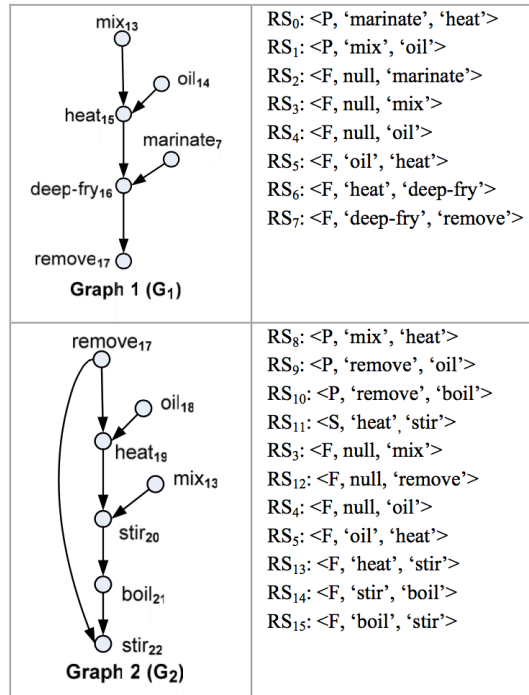 mix13
oil14
heat15
marinate7
deep-fry16
remove17
Graph 1 (G1)
RS0: <P, ‘marinate’, ‘heat’>
RS1: <P, ‘mix’, ‘oil’>
RS2: <F, null, ‘marinate’>
RS3: <F, null, ‘mix’>
RS4: <F, null, ‘oil’>
RS5: <F, ‘oil’, ‘heat’>
RS6: <F, ‘heat’, ‘deep-fry’>
RS7: <F, ‘deep-fry’, ‘remove’>
remove17
oil18
heat19
mix13
stir20
boil21
stir22
Graph 2 (G2)
RS8: <P, ‘mix’, ‘heat’>
RS9: <P, ‘remove’, ‘oil’>
RS10: <P, ‘remove’, ‘boil’>
RS11: <S, ‘heat’, ‘stir’>
RS3: <F, null, ‘mix’>
RS12: <F, null, ‘remove’>
RS4: <F, null, ‘oil’>
RS5: <F, ‘oil’, ‘heat’>
RS13: <F, ‘heat’, ‘stir’>
RS14: <F, ‘stir’, ‘boil’>
RS15: <F, ‘boil’, ‘stir’>